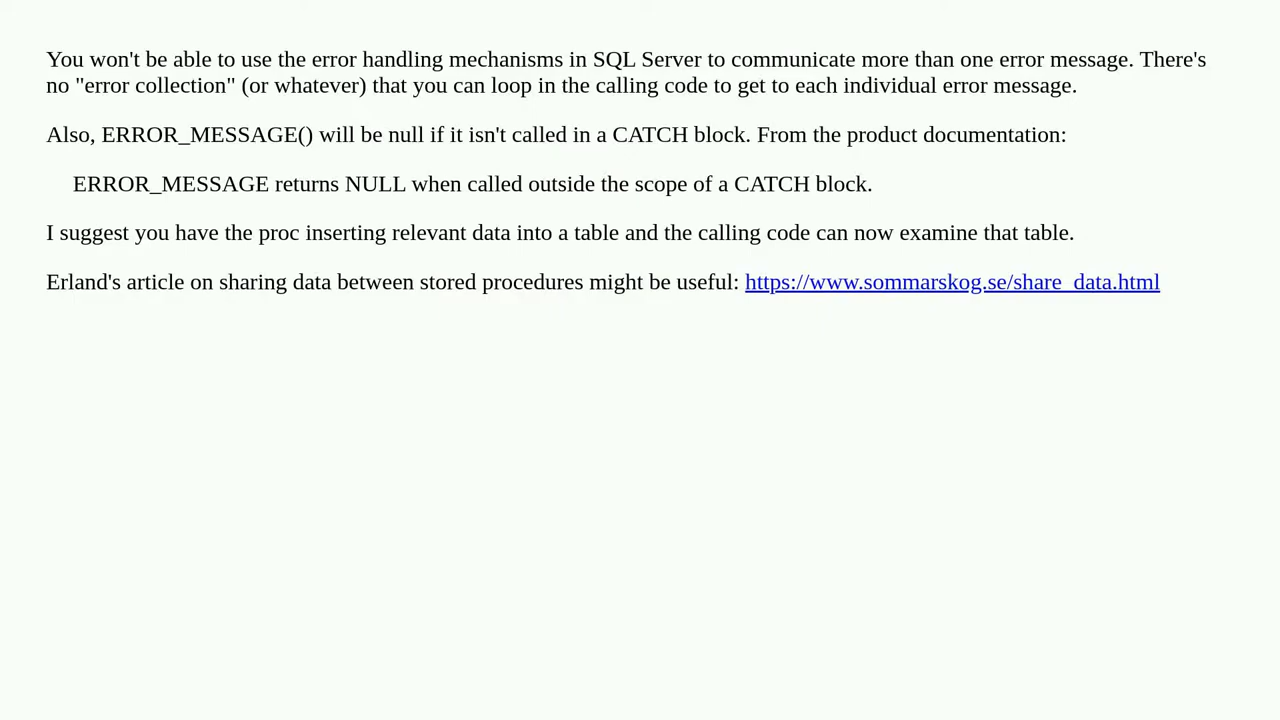 You won't be able to use the error handling mechanisms in SQL Server to communicate more than one error message. There's
no "error collection" (or whatever) that you can loop in the calling code to get to each individual error message.
Also, ERROR_MESSAGE() will be null if it isn't called in a CATCH block. From the product documentation:
ERROR_MESSAGE returns NULL when called outside the scope of a CATCH block.
I suggest you have the proc inserting relevant data into a table and the calling code can now examine that table.
Erland's article on sharing data between stored procedures might be useful: https://www.sommarskog.se/share_data.html